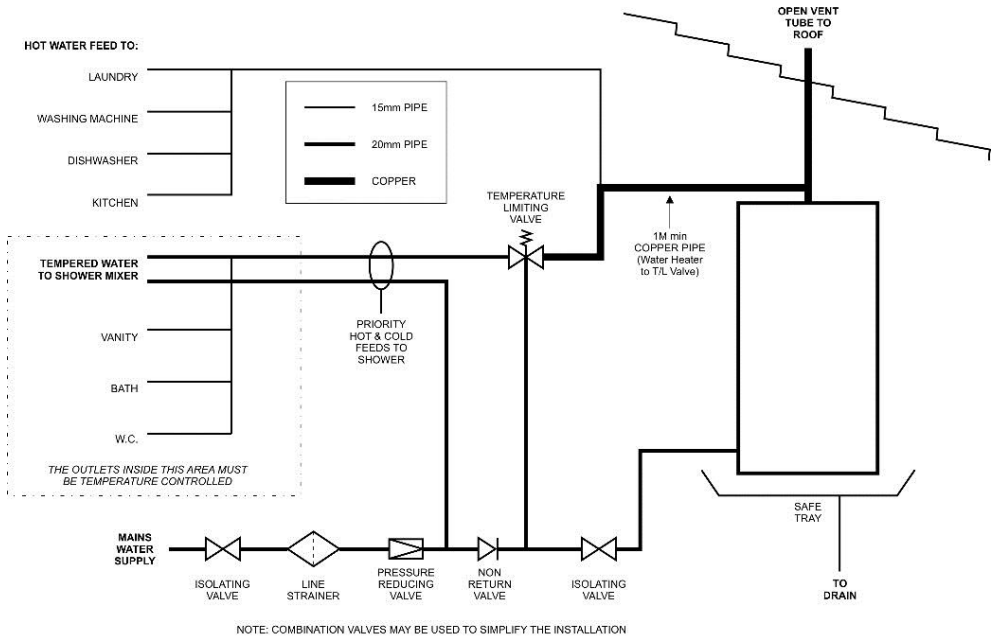 OPEN VENT
TUBE TO
ROOF
HOT WATER FEED TO:
LAUNDRY
WASHING MACHINE
DISHWASHER
KITCHEN
15mm PIPE
20mm PIPE
COPPER
TEMPERATURE
LIMITING
VALVE
1M min
COPPER PIPE
(Water Heater
to T/L Valve)
TEMPERED WATER
TO SHOWER MIXER
PRIORITY
HOT & COLD
FEEDS TO
SHOWER
VANITY
BATH
W.C.
THE OUTLETS INSIDE THIS AREA MUST
BE TEMPERATURE CONTROLLED
SAFE
TRAY
MAINS
WATER
SUPPLY
ISOLATING
VALVE
LINE
STRAINER
PRESSURE
REDUCING
VALVE
NON
RETURN
VALVE
ISOLATING
VALVE
TO
DRAIN
NOTE: COMBINATION VALVES MAY BE USED TO SIMPLIFY THE INSTALLATION